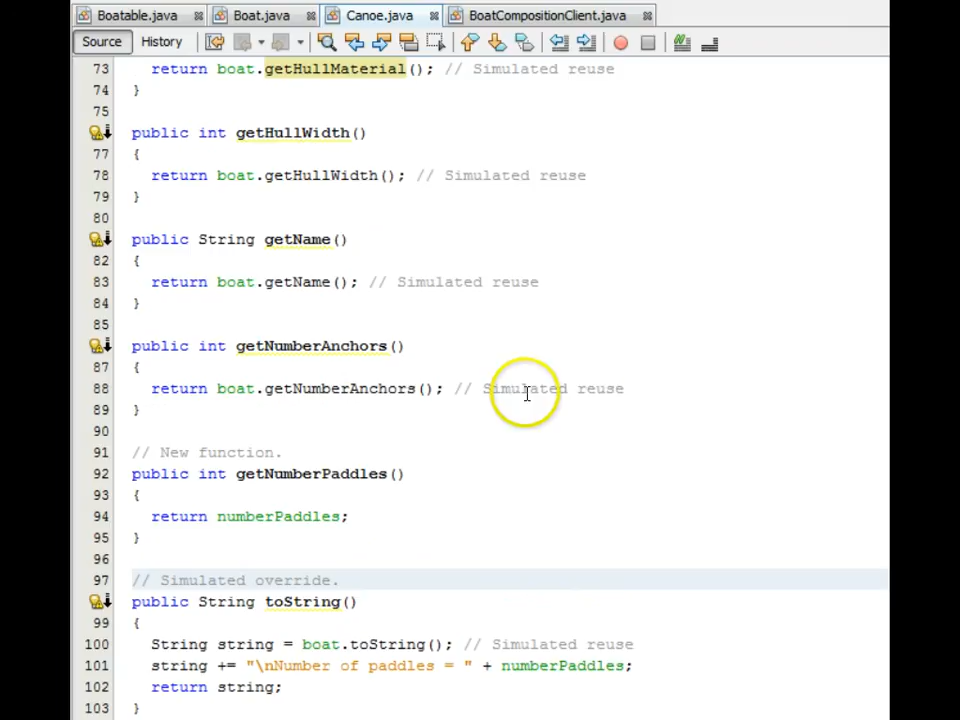 Boatable.java Boat.java Canoe.java BoatCompositionClient.java
Source History
73 return boat.getHullMaterial(); // Simulated reuse
74 }
75
public int getHullWidth()
77 {
78 return boat.getHullWidth(); // Simulated reuse
79 }
80
public String getName()
82 {
83 return boat.getName(); // Simulated reuse
84 }
85
public int getNumberAnchors()
87 {
88 return boat.getNumberAnchors(); // Simulated reuse
89 }
90
91 // New function.
92 public int getNumberPaddles()
93 {
94 return numberPaddles;
95 }
96
97 // Simulated override.
public String toString()
99 {
100 String string = boat.toString(); // Simulated reuse
101 string += "\nNumber of paddles = " + numberPaddles;
102 return string;
103 }